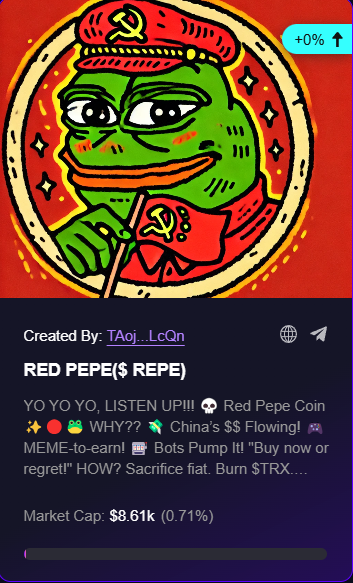 +0%
Created By: TAoj...LcQn
RED PEPE($ REPE)
YO YO YO, LISTEN UP!!! 💀 Red Pepe Coin
✨ 🔴 🐸 WHY?? 💸 China's $$ Flowing! 🎮
MEME-to-earn! 🎰 Bots Pump It! "Buy now or
regret!" HOW? Sacrifice fiat. Burn $TRX....
Market Cap: $8.61k (0.71%)